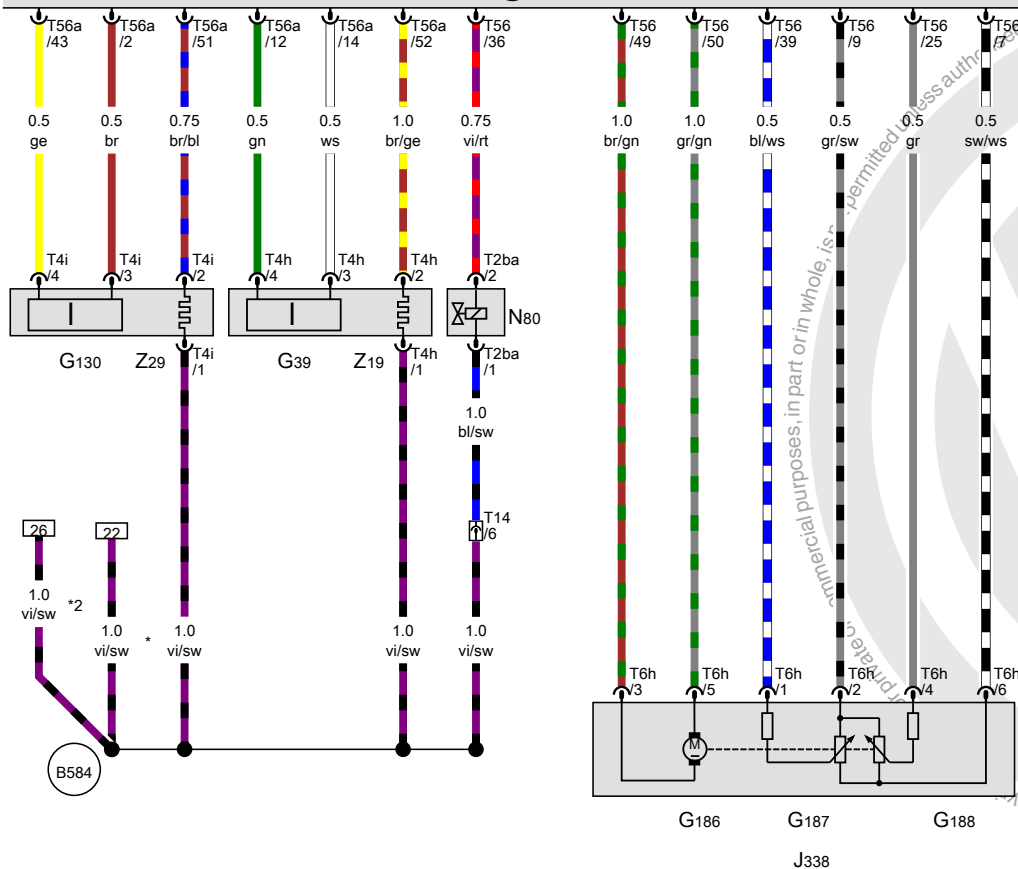 T56a
/43
T56a
/2
T56a
/51
T56a
/12
T56a
/14
T56a
/52
T56
/36
T56
/49
T56
/50
T56
/39
T56
/9
T56
/25
T56
/7
0.5
ge
0.5
br
0.75
br/bl
0.5
gn
0.5
ws
1.0
br/ge
0.75
vi/rt
1.0
br/gn
1.0
gr/gn
0.5
bl/ws
0.5
gr/sw
0.5
gr
0.5
sw/ws
T4i
/4
T4i
/3
T4i
/2
T4h
/4
T4h
/3
T4h
/2
T2ba
/2
N80
G130
Z29
T4i
/1
G39
Z19
T4h
/1
T2ba
/1
1.0
bl/sw
T14
/6
26
22
1.0
vi/sw
*2
1.0
vi/sw
*
1.0
vi/sw
1.0
vi/sw
1.0
vi/sw
B584
T6h
/3
T6h
/5
T6h
/1
T6h
/2
T6h
/4
T6h
/6
M
G186
G187
G188
J338
permitted unless
commercial purposes, in part or in whole, is
or private